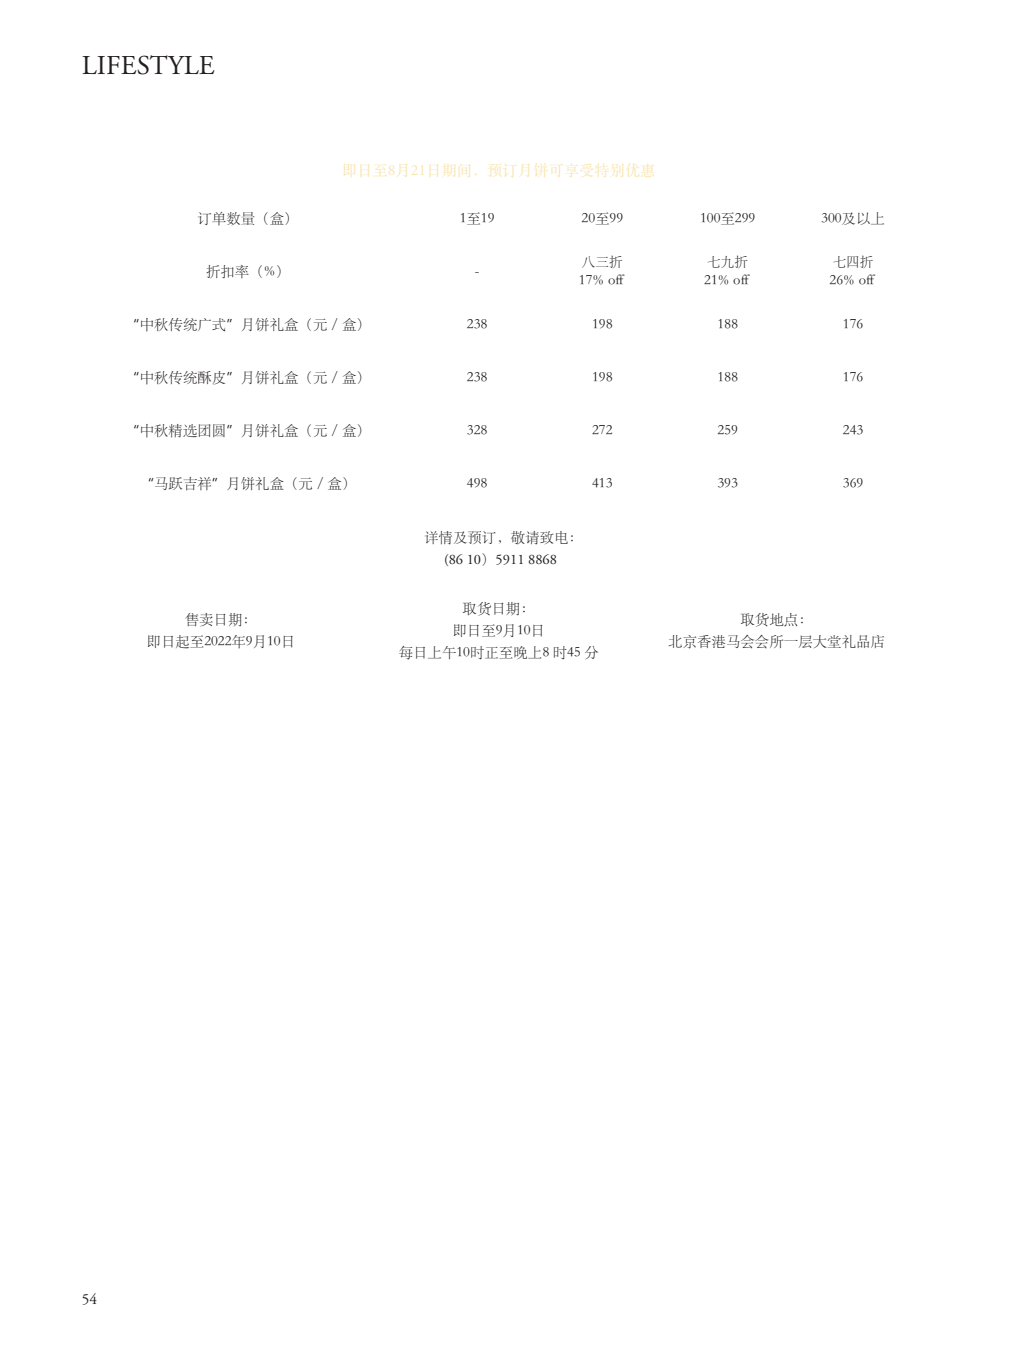 LIFESTYLE
即日至8月21日期间，预订月饼可享受特别优惠
订单数量（盒） 1至19 20至99 100至299 300及以上
折扣率（%） - 八三折 七九折 七四折
17% off 21% off 26% off
“中秋传统广式”月饼礼盒（元 / 盒） 238 198 188 176
“中秋传统酥皮”月饼礼盒（元 / 盒） 238 198 188 176
“中秋精选团圆”月饼礼盒（元 / 盒） 328 272 259 243
“马跃吉祥”月饼礼盒（元 / 盒） 498 413 393 369
详情及预订，敬请致电：
(86 10）5911 8868
售卖日期：
即日起至2022年9月10日
取货日期：
即日至9月10日
每日上午10时正至晚上8 时45 分
取货地点：
北京香港马会会所一层大堂礼品店
54